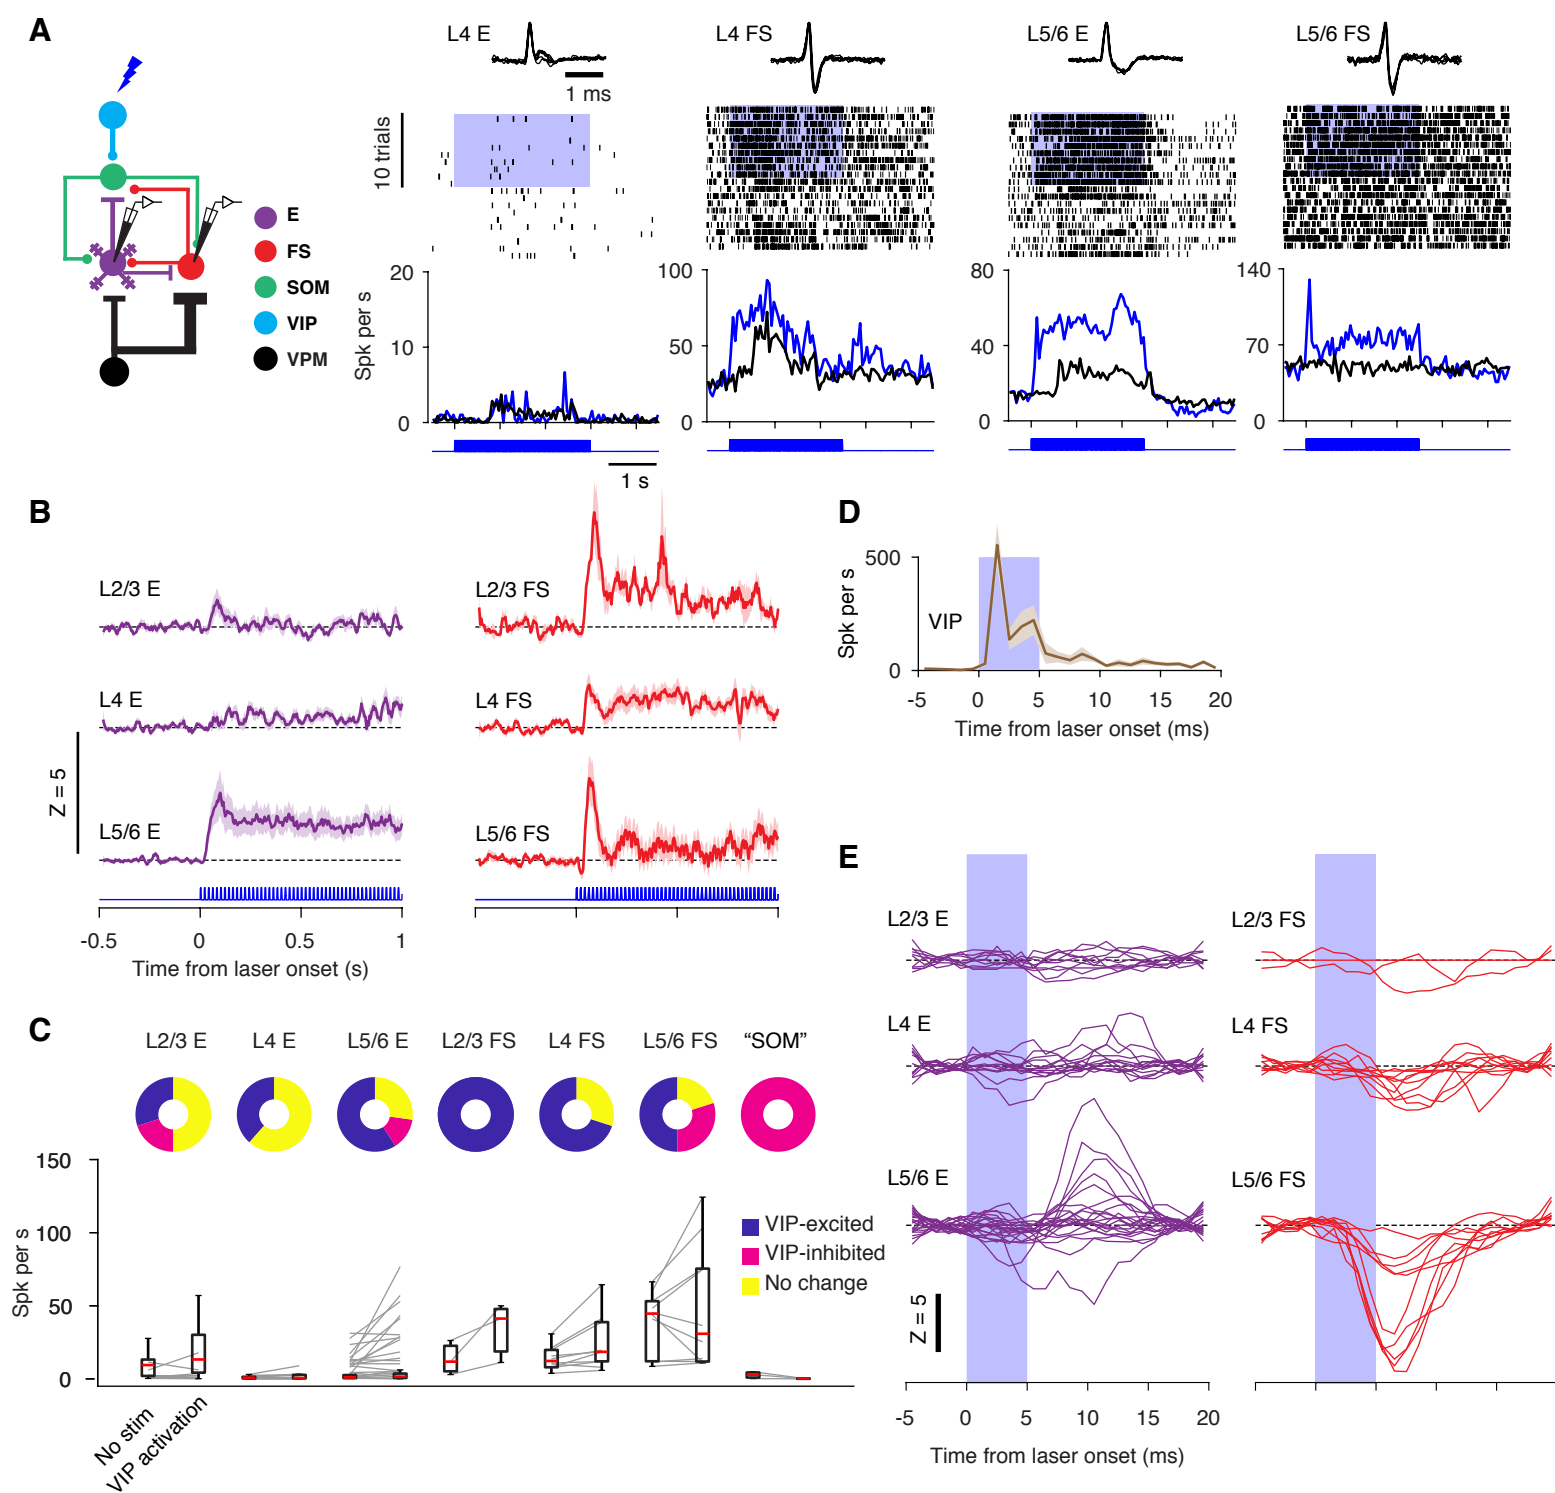 A
L4 E
1 ms
L4 FS
L5/6 E
L5/6 FS
10 trials
E
FS
SOM
VIP
VPM
Spk per s
20
10
0
100
50
0
80
40
0
140
70
0
1 s
B
L2/3 E
L4 E
L5/6 E
L2/3 FS
L4 FS
L5/6 FS
Z = 5
-0.5 0 0.5 1
Time from laser onset (s)
C
L2/3 E L4 E L5/6 E L2/3 FS L4 FS L5/6 FS “SOM”
150
100
50
0
Spk per s
VIP-excited
VIP-inhibited
No change
No stim
VIP activation
D
500
0
Spk per s
VIP
-5 0 5 10 15 20
Time from laser onset (ms)
E
L2/3 E
L4 E
L5/6 E
L2/3 FS
L4 FS
L5/6 FS
Z = 5
-5 0 5 10 15 20
Time from laser onset (ms)